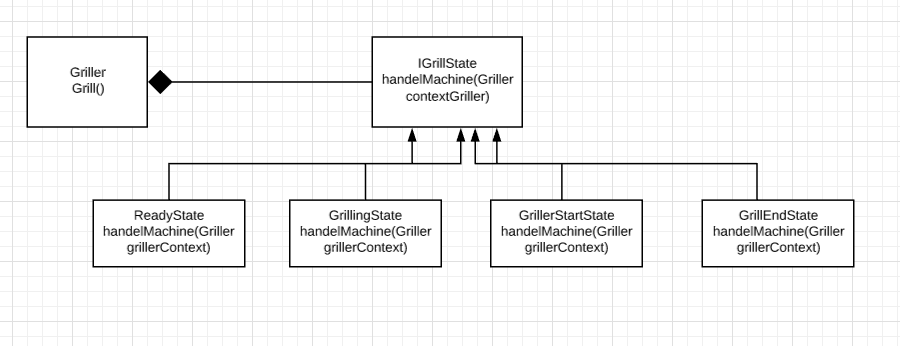 Griller
Grill()
IGrillState
handelMachine(Griller
contextGriller)
ReadyState
handelMachine(Griller
grillerContext)
GrillingState
handelMachine(Griller
grillerContext)
GrillerStartState
handelMachine(Griller
grillerContext)
GrillEndState
handelMachine(Griller
grillerContext)